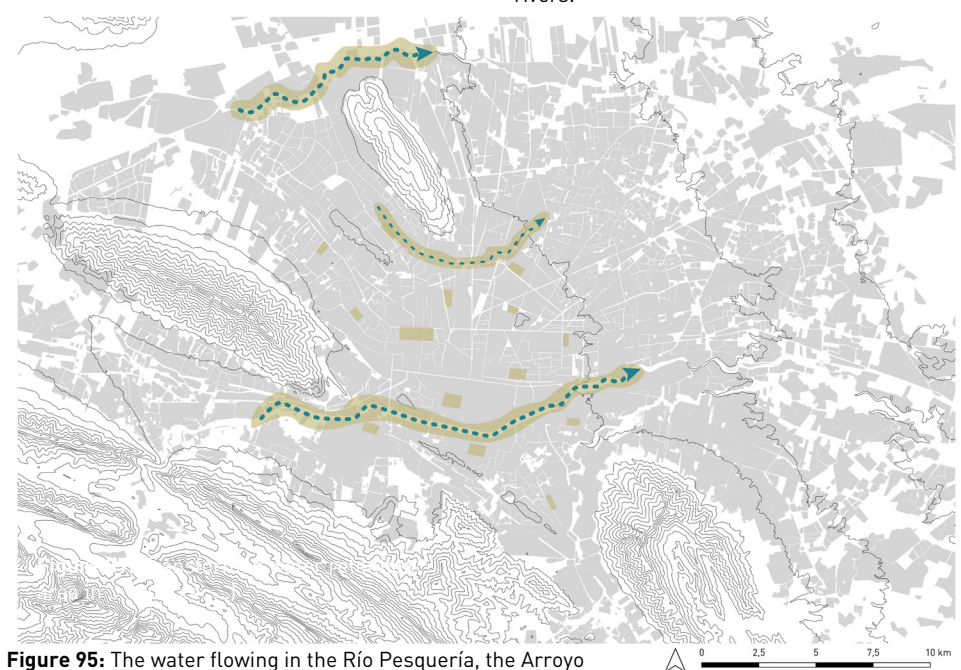 rivers.
Figure 95: The water flowing in the Río Pesquería, the Arroyo
0 2,5 5 7,5 10 km